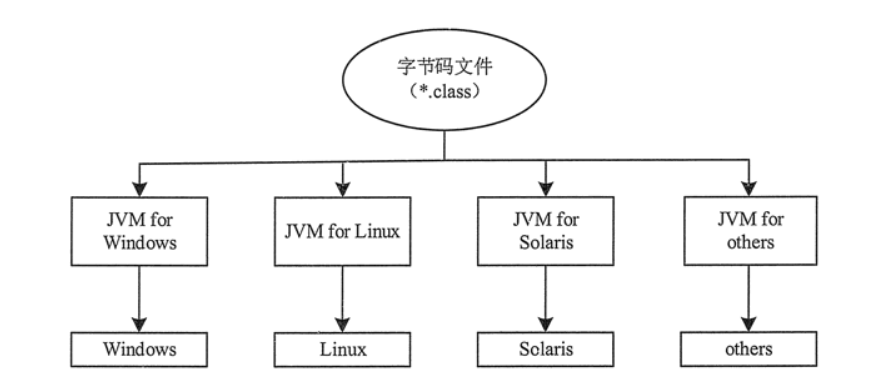 字节码文件
（*.class）
JVM for
Windows
JVM for Linux
JVM for
Solaris
JVM for
others
Windows
Linux
Solaris
others